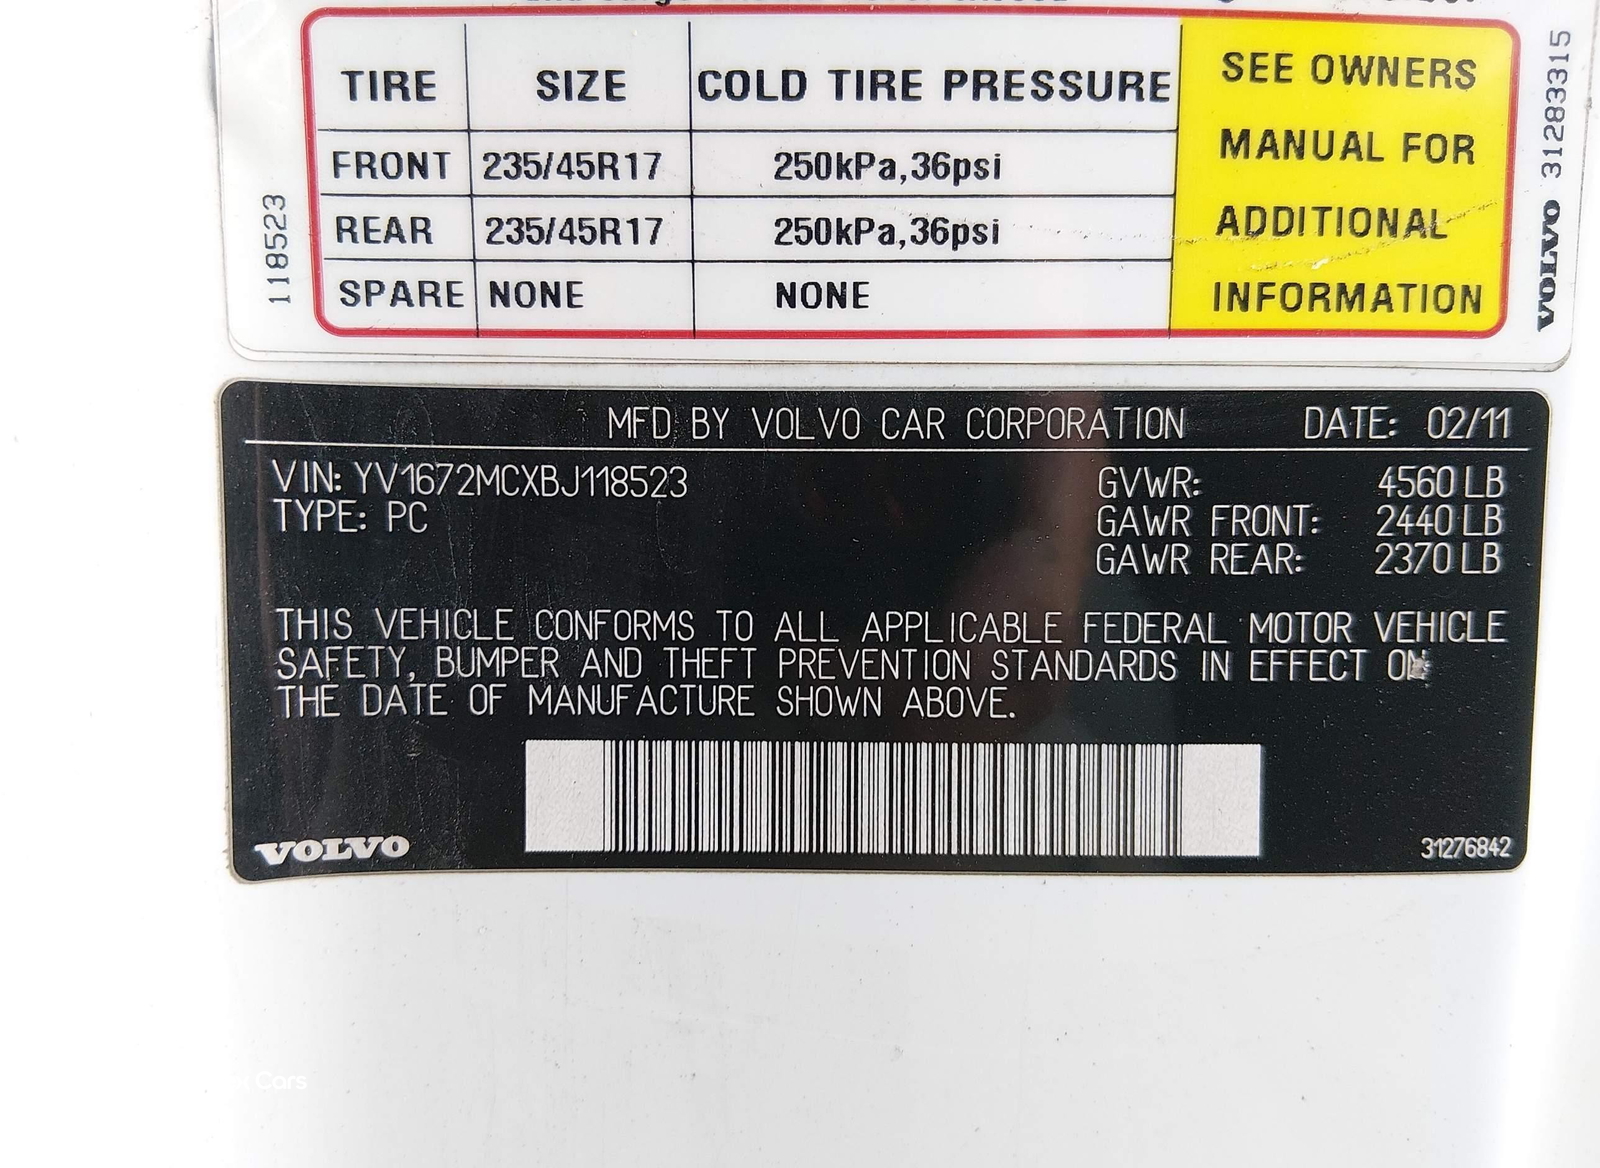 TIRE SIZE COLD TIRE PRESSURE
FRONT 235/45R17 250kPa,36psi
REAR 235/45R17 250kPa,36psi
SPARE NONE NONE
SEE OWNERS
MANUAL FOR
ADDITIONAL
INFORMATION
118523
VOLVO 31283315
MFD BY VOLVO CAR CORPORATION DATE: 02/11
VIN: YV1672MCXBJ118523 GVWR: 4560 LB
TYPE: PC GAWR FRONT: 2440 LB
GAWR REAR: 2370 LB
THIS VEHICLE CONFORMS TO ALL APPLICABLE FEDERAL MOTOR VEHICLE
SAFETY, BUMPER AND THEFT PREVENTION STANDARDS IN EFFECT ON
THE DATE OF MANUFACTURE SHOWN ABOVE.
VOLVO 31276842
Cars